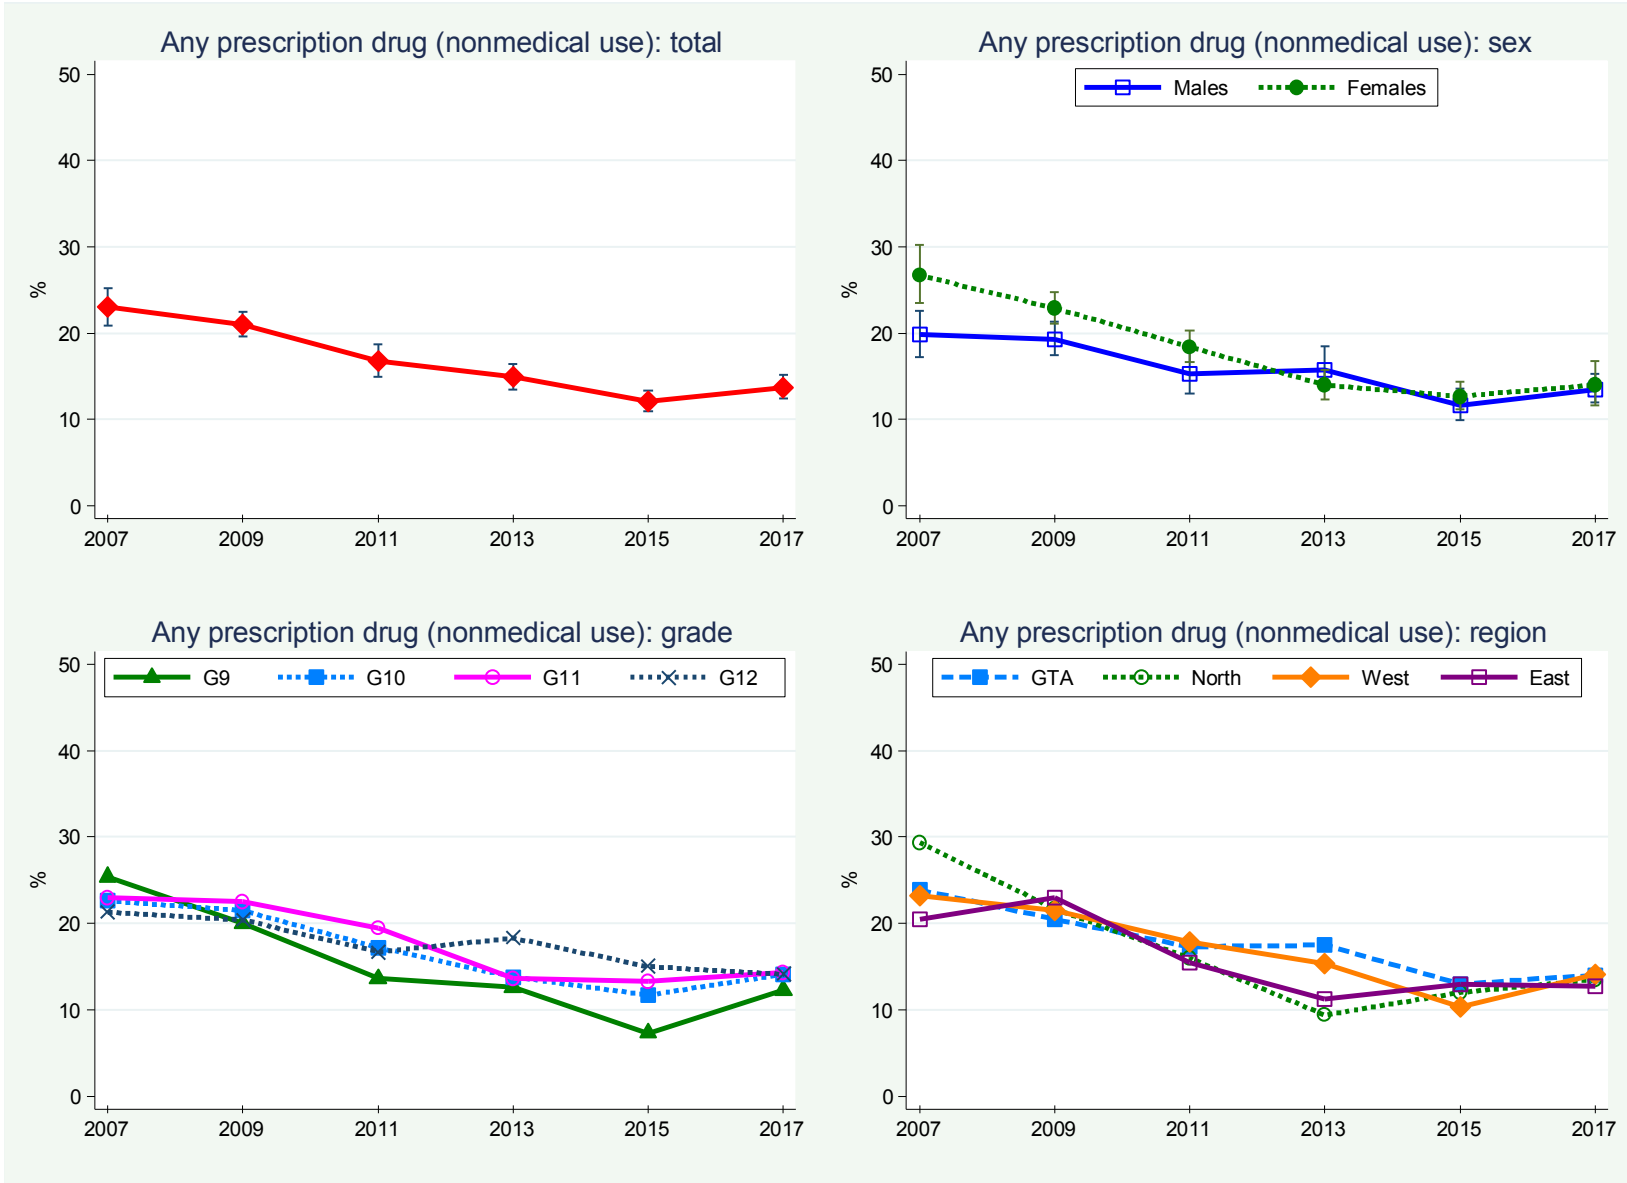 Any prescription drug (nonmedical use): total
50
40
30
20
10
0
%
2007 2009 2011 2013 2015 2017
Any prescription drug (nonmedical use): sex
Males Females
50
40
30
20
10
0
%
2007 2009 2011 2013 2015 2017
Any prescription drug (nonmedical use): grade
G9 G10 G11 G12
50
40
30
20
10
0
%
2007 2009 2011 2013 2015 2017
Any prescription drug (nonmedical use): region
GTA North West East
50
40
30
20
10
0
%
2007 2009 2011 2013 2015 2017